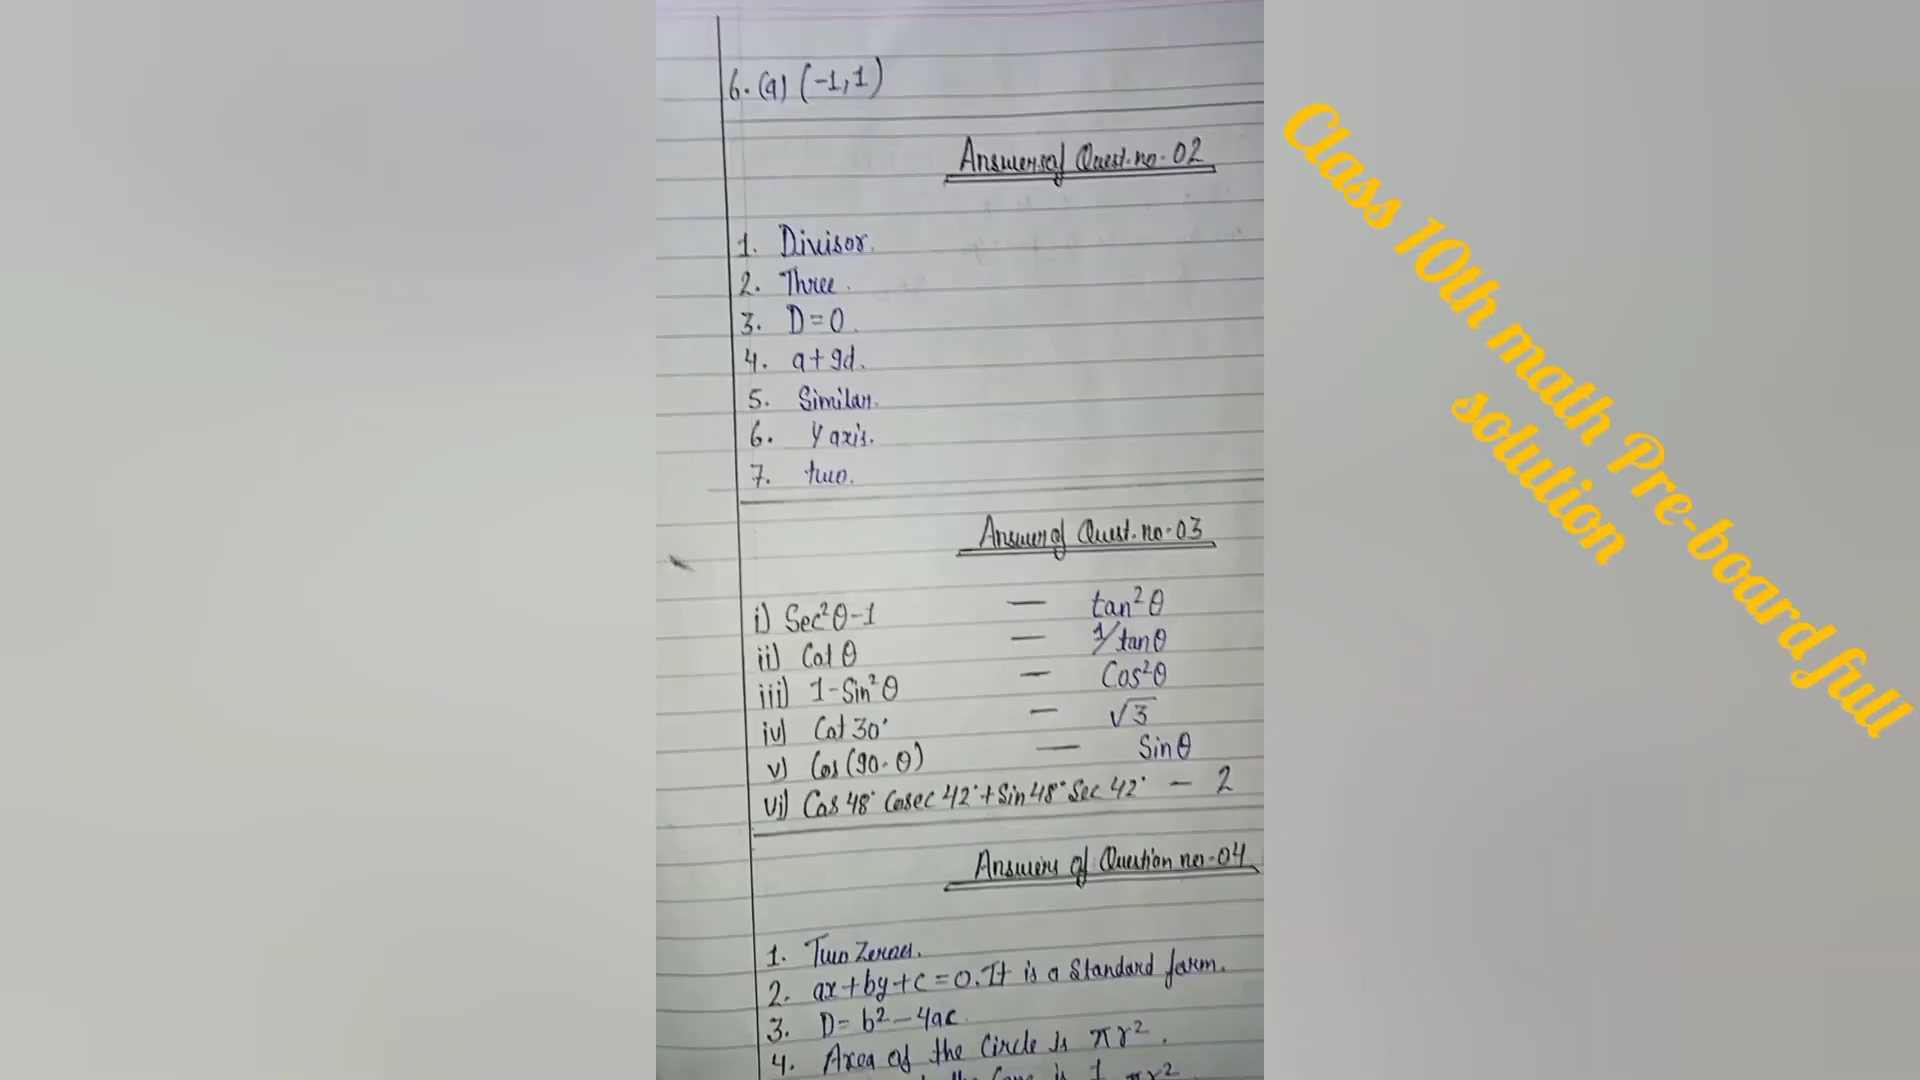 6. (a) (-1,1)
Answers of Quest. no - 02
1. Divisor.
2. Three.
3. D = 0.
4. a+9d.
5. Similar.
6. Y axis.
7. two.
Answer of Quest. no - 03
i) Sec²θ-1 — tan²θ
ii) Cot θ — 1/tanθ
iii) 1-Sin²θ — Cos²θ
iv) Cot 30° — √3
v) Cos (90-θ) — Sin θ
vi) Cos 48° Cosec 42° + Sin 48° Sec 42° — 2
Answers of Question no - 04
1. Two Zeroes.
2. ax+by+c = 0. It is a Standard form.
3. D= b² - 4ac
4. Area of the Circle is πr².
Class 10th math Pre-board full
solution